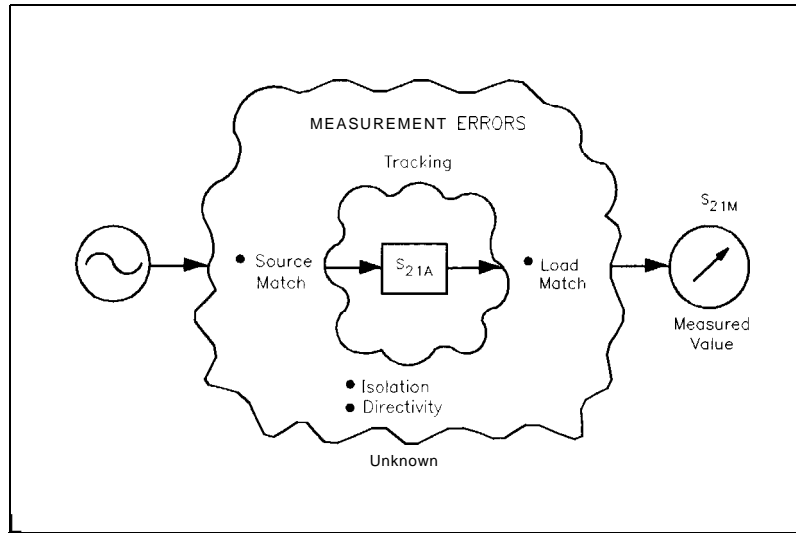 MEASUREMENT ERRORS
Tracking
S21M
• Source
Match
S21A
• Load
Match
Measured
Value
• Isolation
• Directivity
Unknown